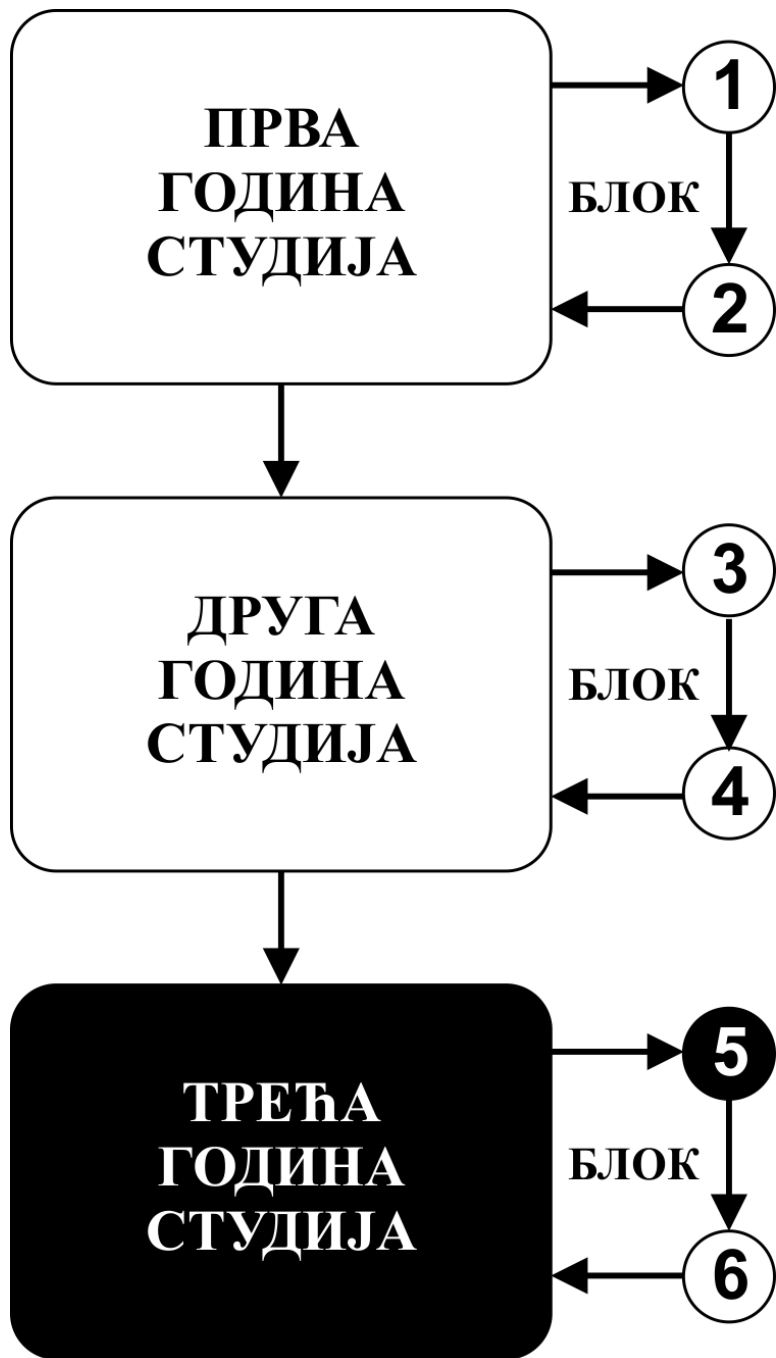 ПРВА
ГОДИНА
СТУДИЈА
1
БЛОК
2
ДРУГА
ГОДИНА
СТУДИЈА
3
БЛОК
4
ТРЕЋА
ГОДИНА
СТУДИЈА
5
БЛОК
6